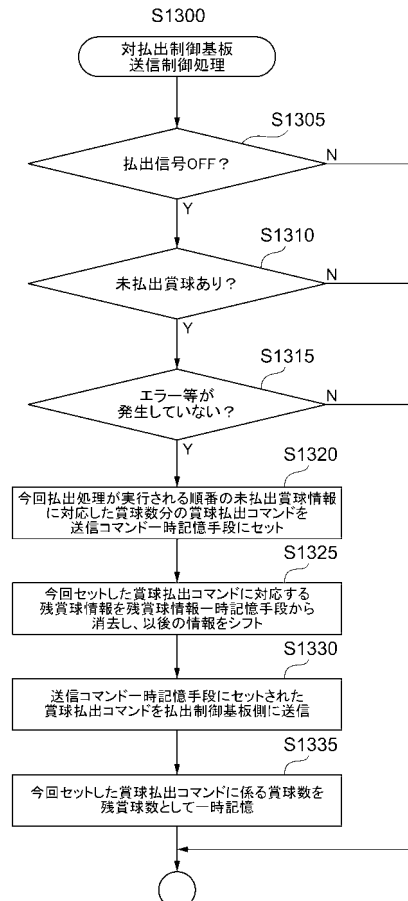 S1300
対払出制御基板
送信制御処理
S1305
払出信号OFF？
N
Y
S1310
未払出賞球あり？
N
Y
S1315
エラー等が
発生していない？
N
Y
S1320
今回払出処理が実行される順番の未払出賞球情報
に対応した賞球数分の賞球払出コマンドを
送信コマンド一時記憶手段にセット
S1325
今回セットした賞球払出コマンドに対応する
残賞球情報を残賞球情報一時記憶手段から
消去し、以後の情報をシフト
S1330
送信コマンド一時記憶手段にセットされた
賞球払出コマンドを払出制御基板側に送信
S1335
今回セットした賞球払出コマンドに係る賞球数を
残賞球数として一時記憶